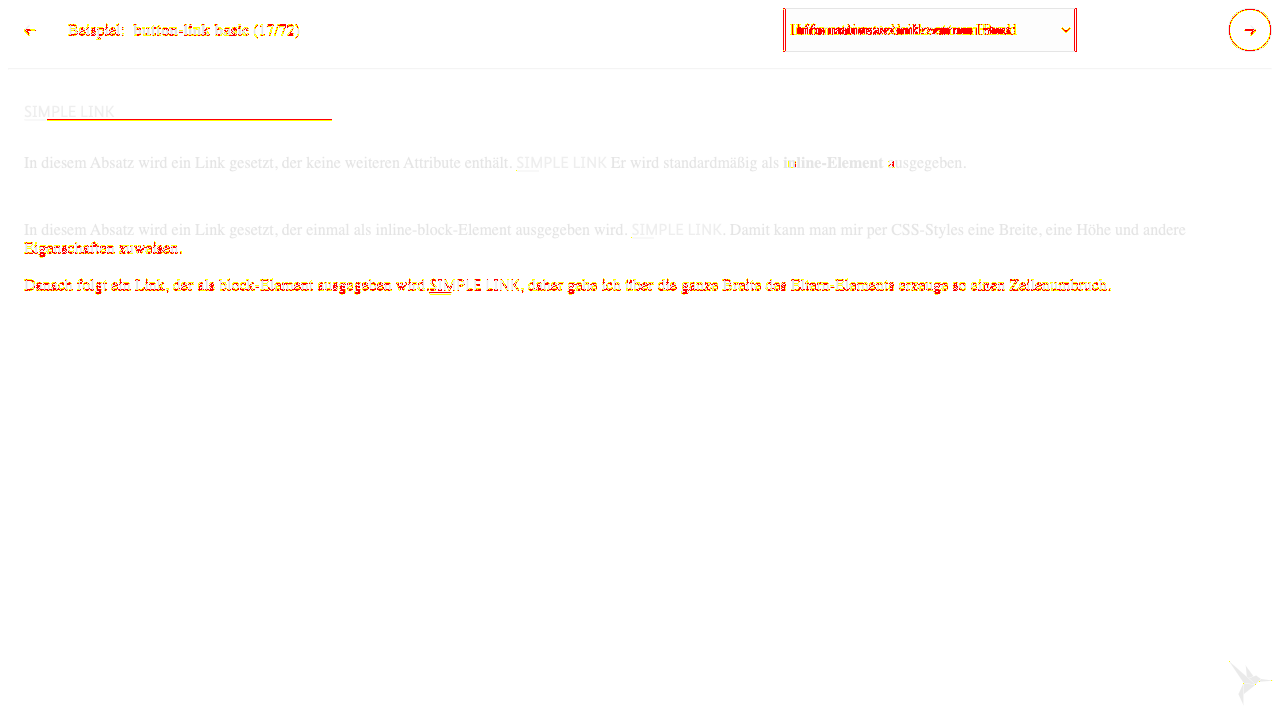 Beispiel: button-link basic (17/72)
SIMPLE LINK
In diesem Absatz wird ein Link gesetzt, der keine weiteren Attribute enthält. SIMPLE LINK Er wird standardmäßig als inline-Element ausgegeben.
In diesem Absatz wird ein Link gesetzt, der einmal als inline-block-Element ausgegeben wird. SIMPLE LINK. Damit kann man mir per CSS-Styles eine Breite, eine Höhe und andere
Eigenschaften zuweisen.
Danach folgt ein Link, der als block-Element ausgegeben wird.SIMPLE LINK, daher gehe ich über die ganze Breite des Eltern-Elements erzeuge so einen Zeilenumbruch.